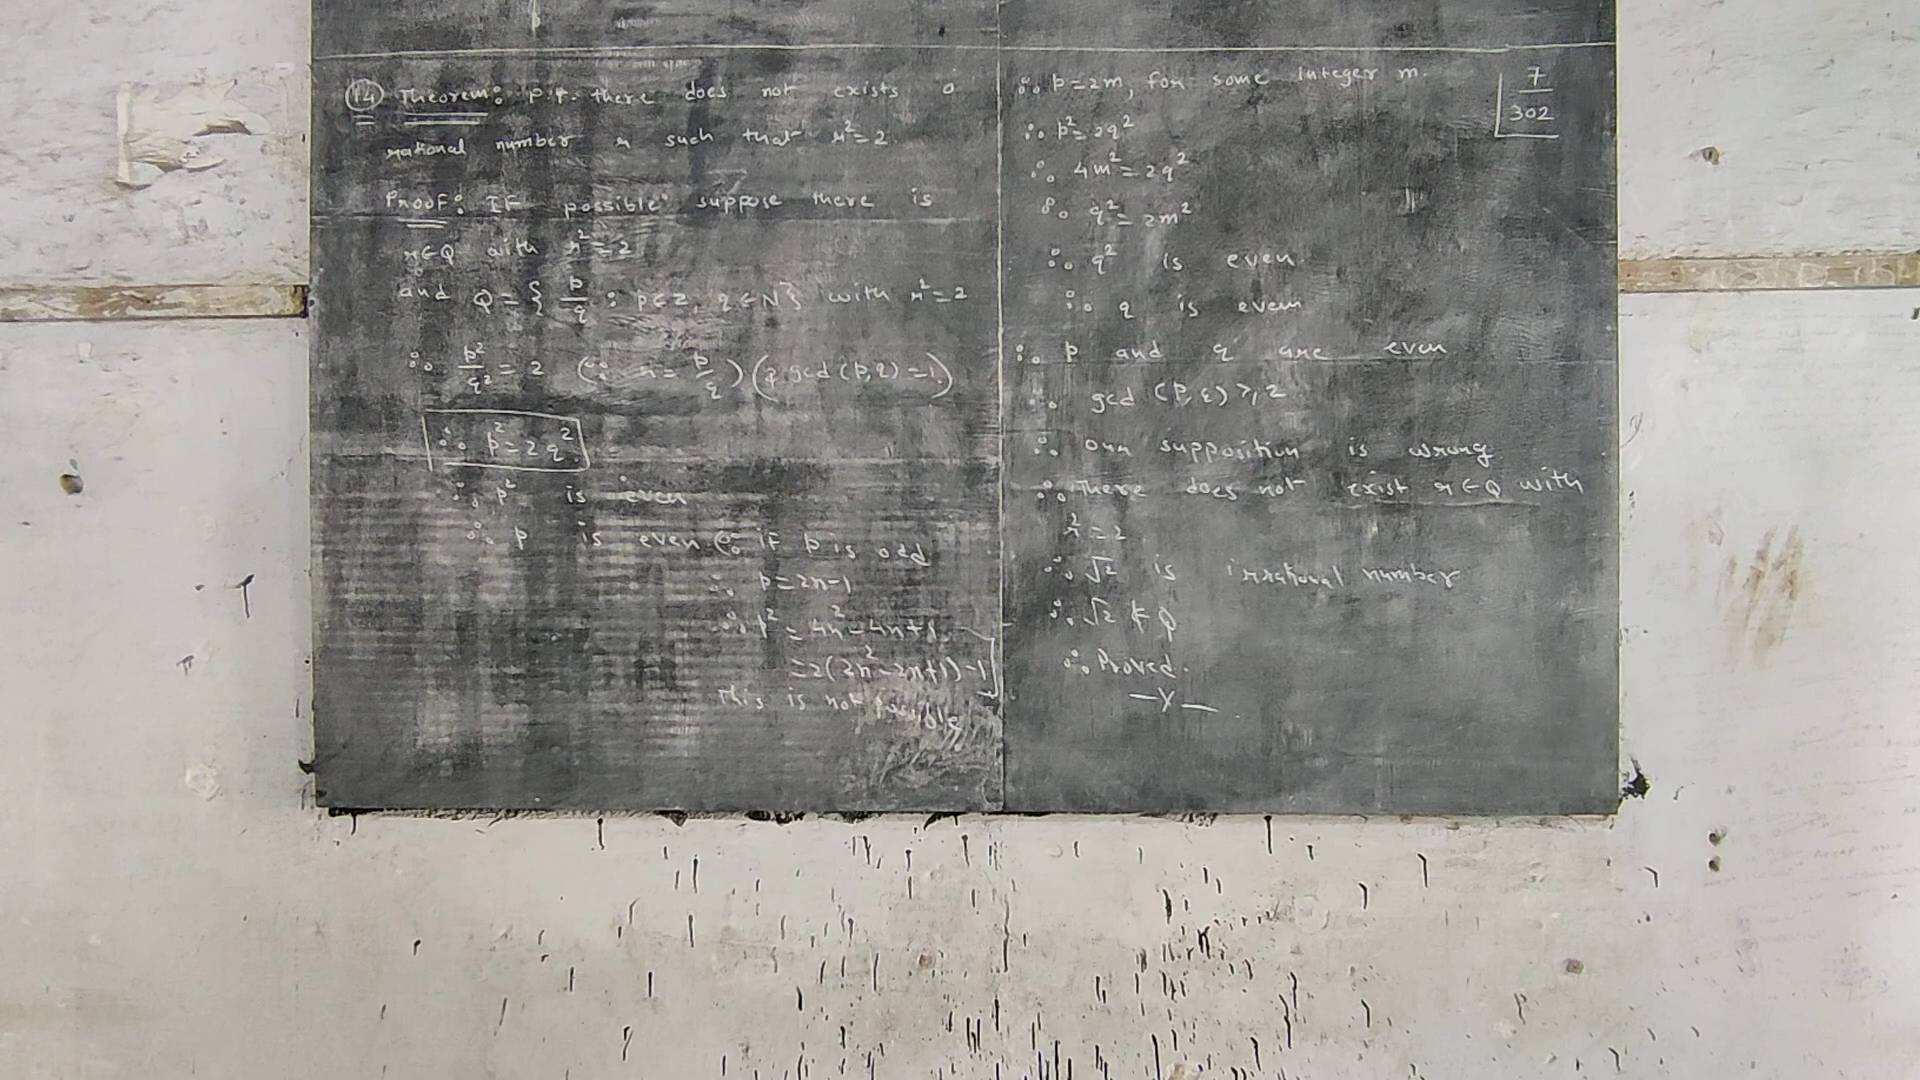 14 Theorem: p.t. there does not exists a
rational number r such that r²=2
Proof: If possible suppose there is
r∈Q with r²=2
and Q={p/q : p∈Z, q∈N} with r²=2
∴ p²/q² = 2 (∵ r=p/q) (& gcd(p,q)=1)
∴ p²=2q²
∴ p² is even
∴ p is even (∵ if p is odd
∴ p=2n-1
∴ p² = 4n²-4n+1
=2(2n²-2n+1)-1
This is not possible
∴ p=2m, for some integer m.
∴ p²=2q²
∴ 4m²=2q²
∴ q²=2m²
∴ q² is even
∴ q is even
∴ p and q are even
∴ gcd (p,q) ≥ 2
∴ our supposition is wrong
∴ There does not exist r∈Q with
r²=2
∴ √2 is irrational number
∴ √2 ∉ Q
∴ Proved.
—X—
7
302